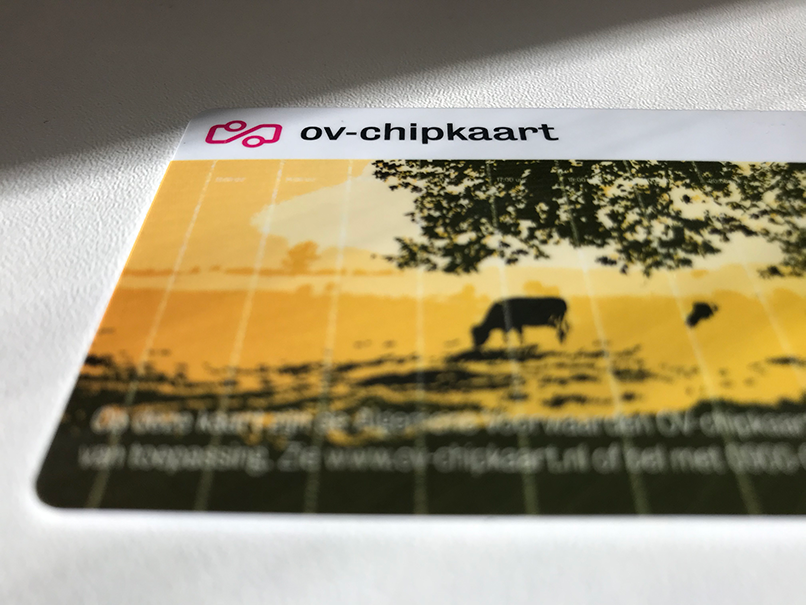 ov-chipkaart
Op deze kaart zijn de Algemene Voorwaarden OV-chipkaart
van toepassing. Zie www.ov-chipkaart.nl of bel met 0900-